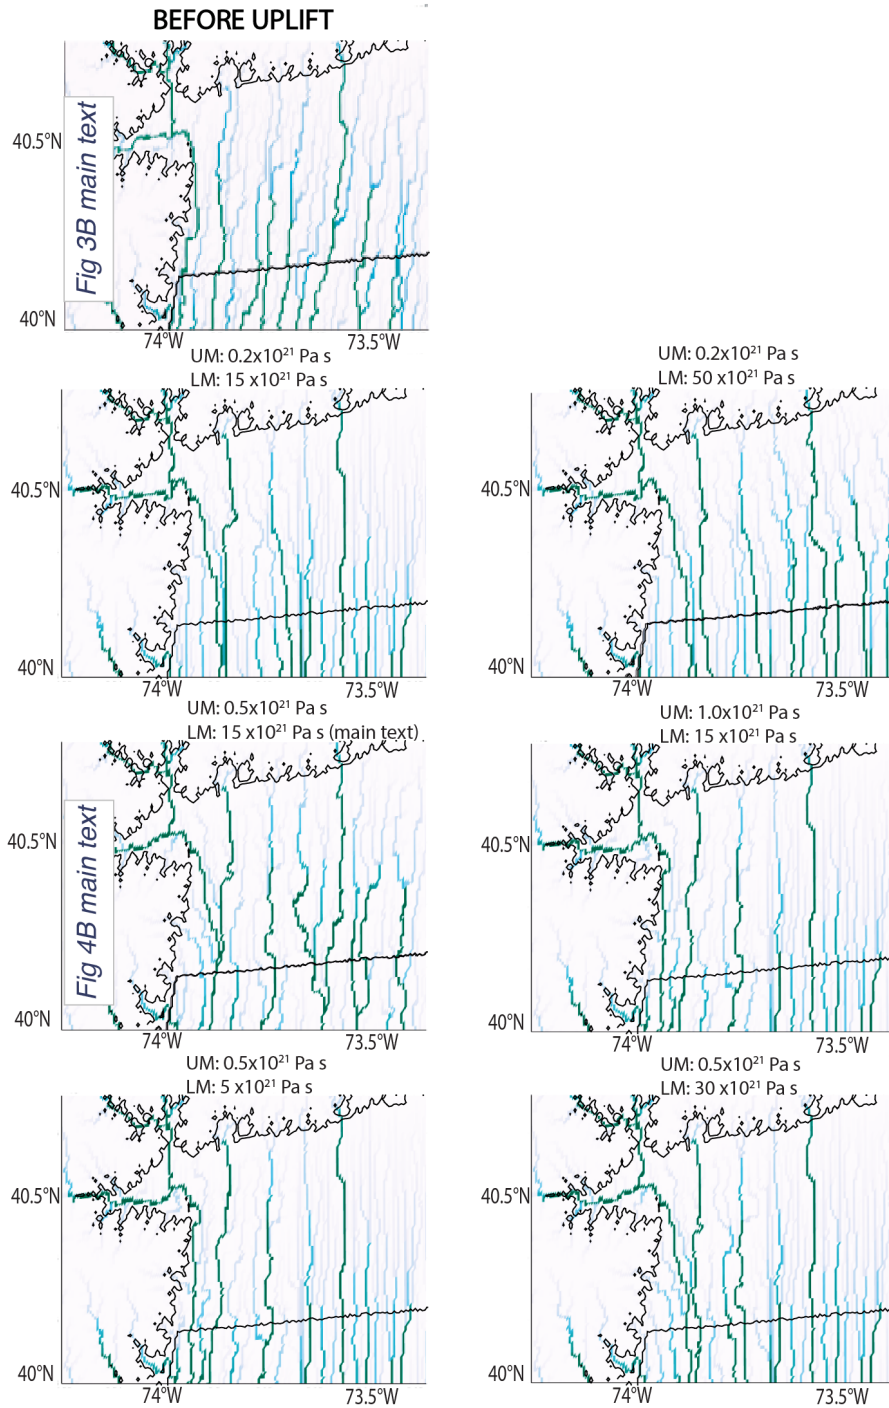 BEFORE UPLIFT
40.5°N
Fig 3B main text
40°N
74°W
73.5°W
UM: 0.2x10²¹ Pa s
LM: 15 x10²¹ Pa s
40.5°N
40°N
74°W
73.5°W
UM: 0.2x10²¹ Pa s
LM: 50 x10²¹ Pa s
40.5°N
40°N
74°W
73.5°W
UM: 0.5x10²¹ Pa s
LM: 15 x10²¹ Pa s (main text)
40.5°N
Fig 4B main text
40°N
74°W
73.5°W
UM: 1.0x10²¹ Pa s
LM: 15 x10²¹ Pa s
40.5°N
40°N
74°W
73.5°W
UM: 0.5x10²¹ Pa s
LM: 5 x10²¹ Pa s
40.5°N
40°N
74°W
73.5°W
UM: 0.5x10²¹ Pa s
LM: 30 x10²¹ Pa s
40.5°N
40°N
74°W
73.5°W